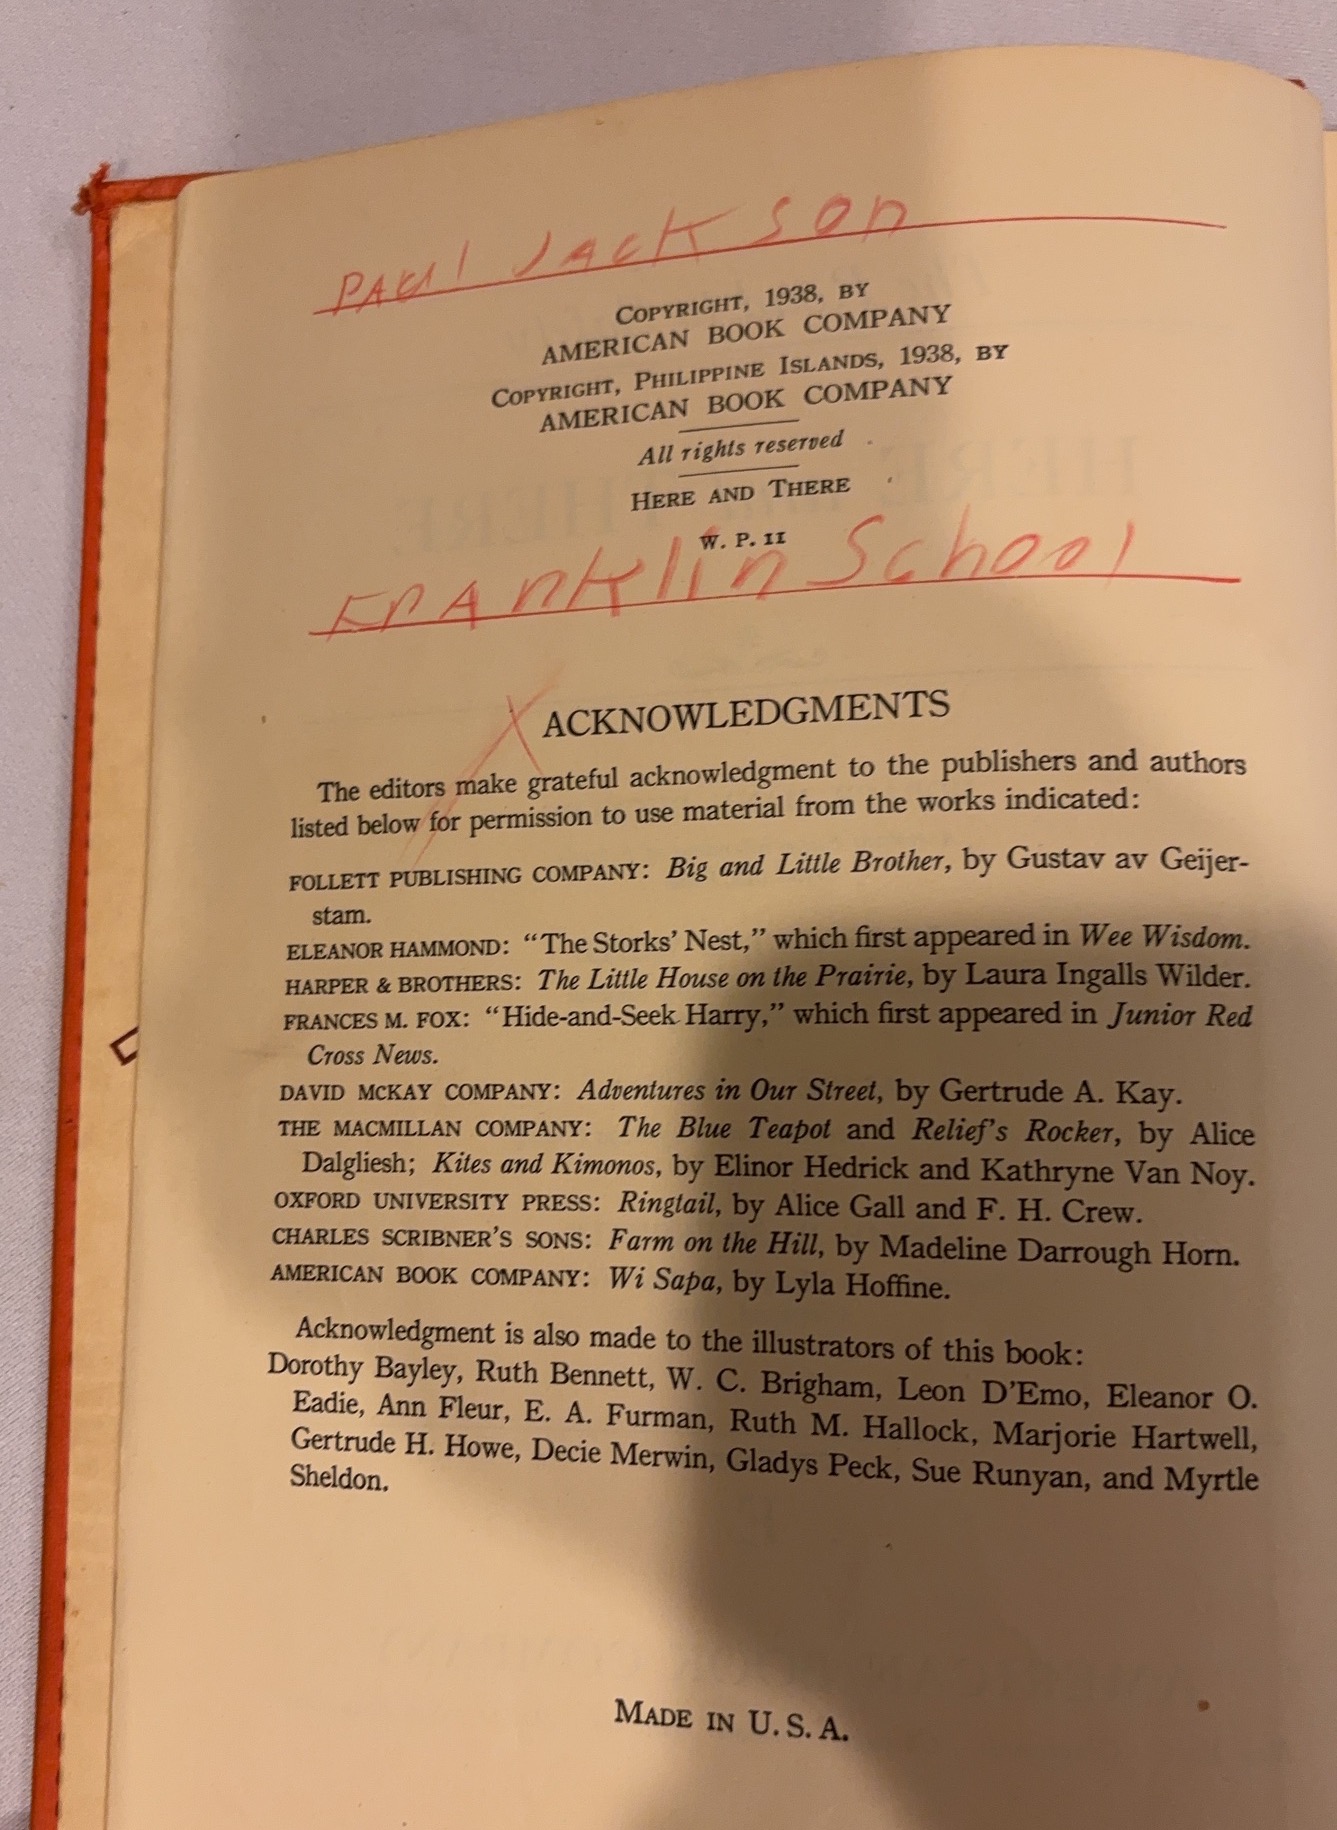 PAUl JACKSON
COPYRIGHT, 1938, BY
AMERICAN BOOK COMPANY
COPYRIGHT, PHILIPPINE ISLANDS, 1938, BY
AMERICAN BOOK COMPANY
All rights reserved
HERE AND THERE
W. P. 11
FRAnklin School
ACKNOWLEDGMENTS
The editors make grateful acknowledgment to the publishers and authors
listed below for permission to use material from the works indicated:
FOLLETT PUBLISHING COMPANY: Big and Little Brother, by Gustav av Geijer-
stam.
ELEANOR HAMMOND: “The Storks’ Nest,” which first appeared in Wee Wisdom.
HARPER & BROTHERS: The Little House on the Prairie, by Laura Ingalls Wilder.
FRANCES M. FOX: “Hide-and-Seek Harry,” which first appeared in Junior Red
Cross News.
DAVID McKAY COMPANY: Adventures in Our Street, by Gertrude A. Kay.
THE MACMILLAN COMPANY: The Blue Teapot and Relief’s Rocker, by Alice
Dalgliesh; Kites and Kimonos, by Elinor Hedrick and Kathryne Van Noy.
OXFORD UNIVERSITY PRESS: Ringtail, by Alice Gall and F. H. Crew.
CHARLES SCRIBNER’S SONS: Farm on the Hill, by Madeline Darrough Horn.
AMERICAN BOOK COMPANY: Wi Sapa, by Lyla Hoffine.
Acknowledgment is also made to the illustrators of this book:
Dorothy Bayley, Ruth Bennett, W. C. Brigham, Leon D’Emo, Eleanor O.
Eadie, Ann Fleur, E. A. Furman, Ruth M. Hallock, Marjorie Hartwell,
Gertrude H. Howe, Decie Merwin, Gladys Peck, Sue Runyan, and Myrtle
Sheldon.
MADE IN U. S. A.